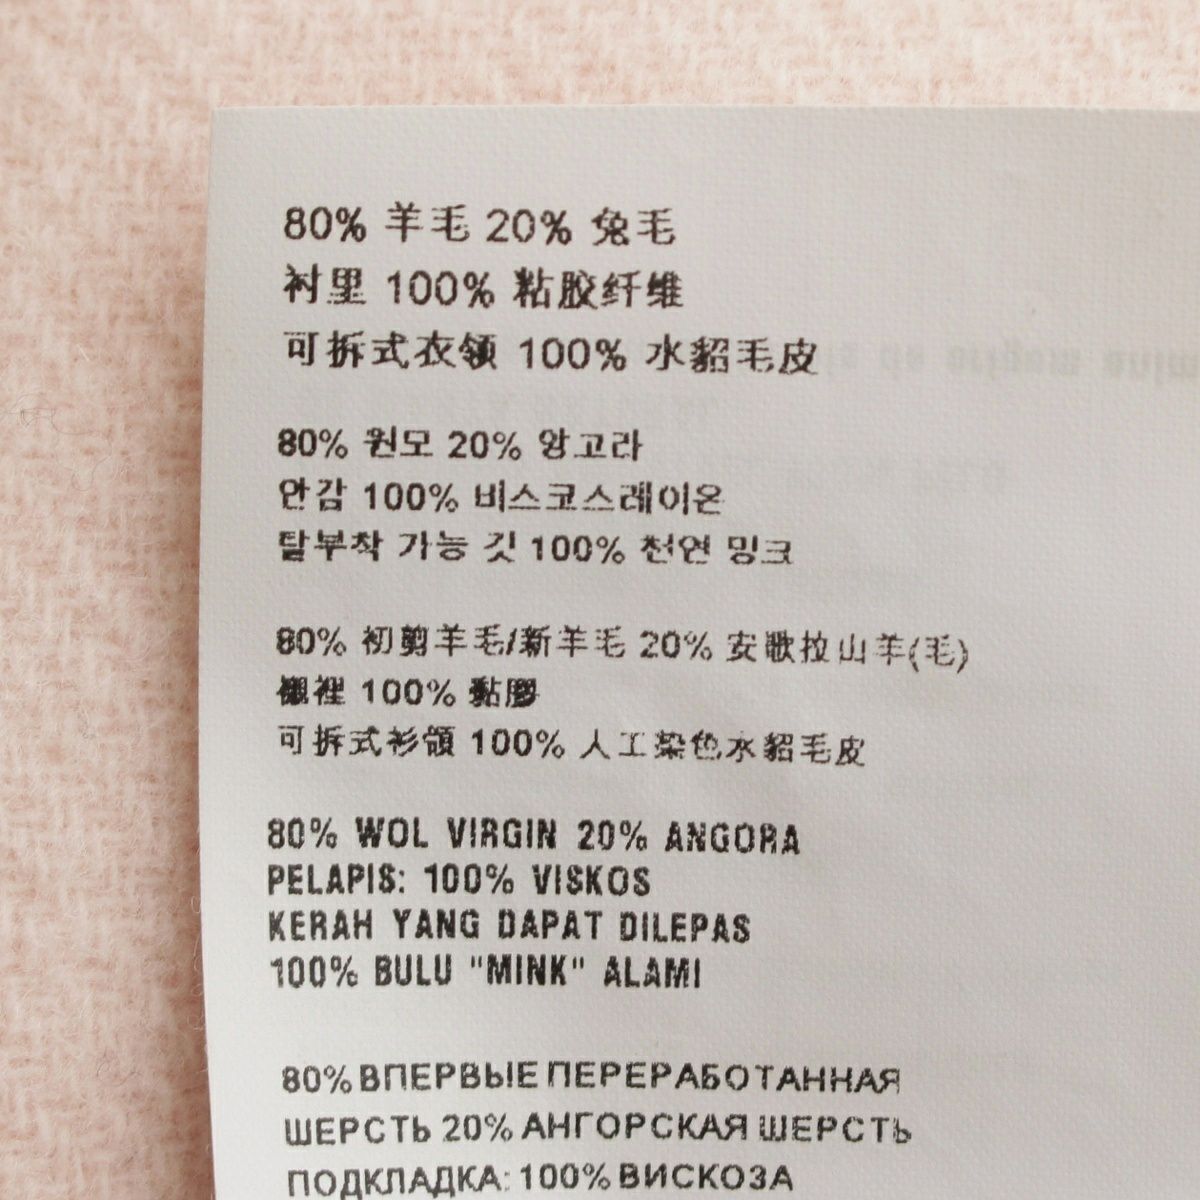 80% 羊毛 20% 兔毛
衬里 100% 粘胶纤维
可拆式衣领 100% 水貂毛皮
80% 원모 20% 앙고라
안감 100% 비스코스레이온
탈부착 가능 깃 100% 천연 밍크
80% 初剪羊毛/新羊毛 20% 安歌拉山羊(毛)
襯裡 100% 黏膠
可拆式衫領 100% 人工染色水貂毛皮
80% WOL VIRGIN 20% ANGORA
PELAPIS: 100% VISKOS
KERAH YANG DAPAT DILEPAS
100% BULU "MINK" ALAMI
80% ВПЕРВЫЕ ПЕРЕРАБОТАННАЯ
ШЕРСТЬ 20% АНГОРСКАЯ ШЕРСТЬ
ПОДКЛАДКА: 100% ВИСКОЗА